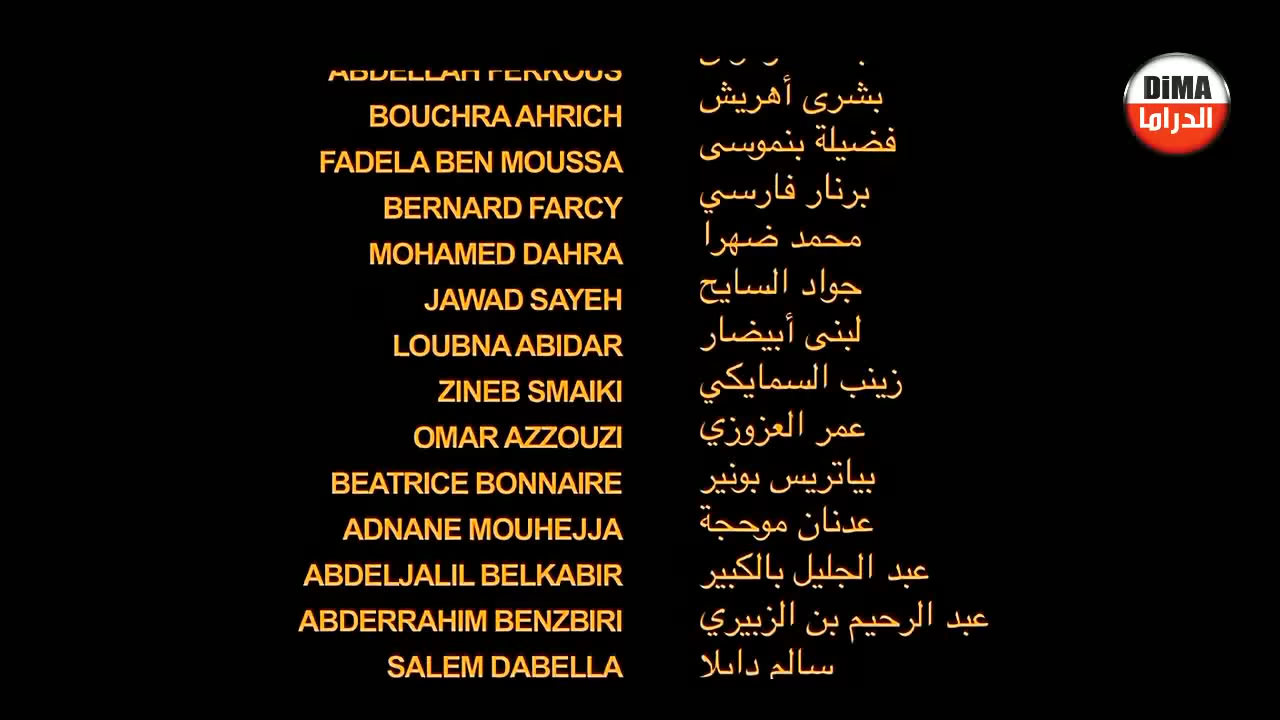 ABDELLAH FERKOUS
BOUCHRA AHRICH بشرى أهريش
FADELA BEN MOUSSA فضيلة بنموسى
BERNARD FARCY برنار فارسي
MOHAMED DAHRA محمد ضهرا
JAWAD SAYEH جواد السايح
LOUBNA ABIDAR لبنى أبيضار
ZINEB SMAIKI زينب السمايكي
OMAR AZZOUZI عمر العزوزي
BEATRICE BONNAIRE بياتريس بونير
ADNANE MOUHEJJA عدنان موحجة
ABDELJALIL BELKABIR عبد الجليل بالكبير
ABDERRAHIM BENZBIRI عبد الرحيم بن الزبيري
SALEM DABELLA سالم دابلا
DiMA
الدراما